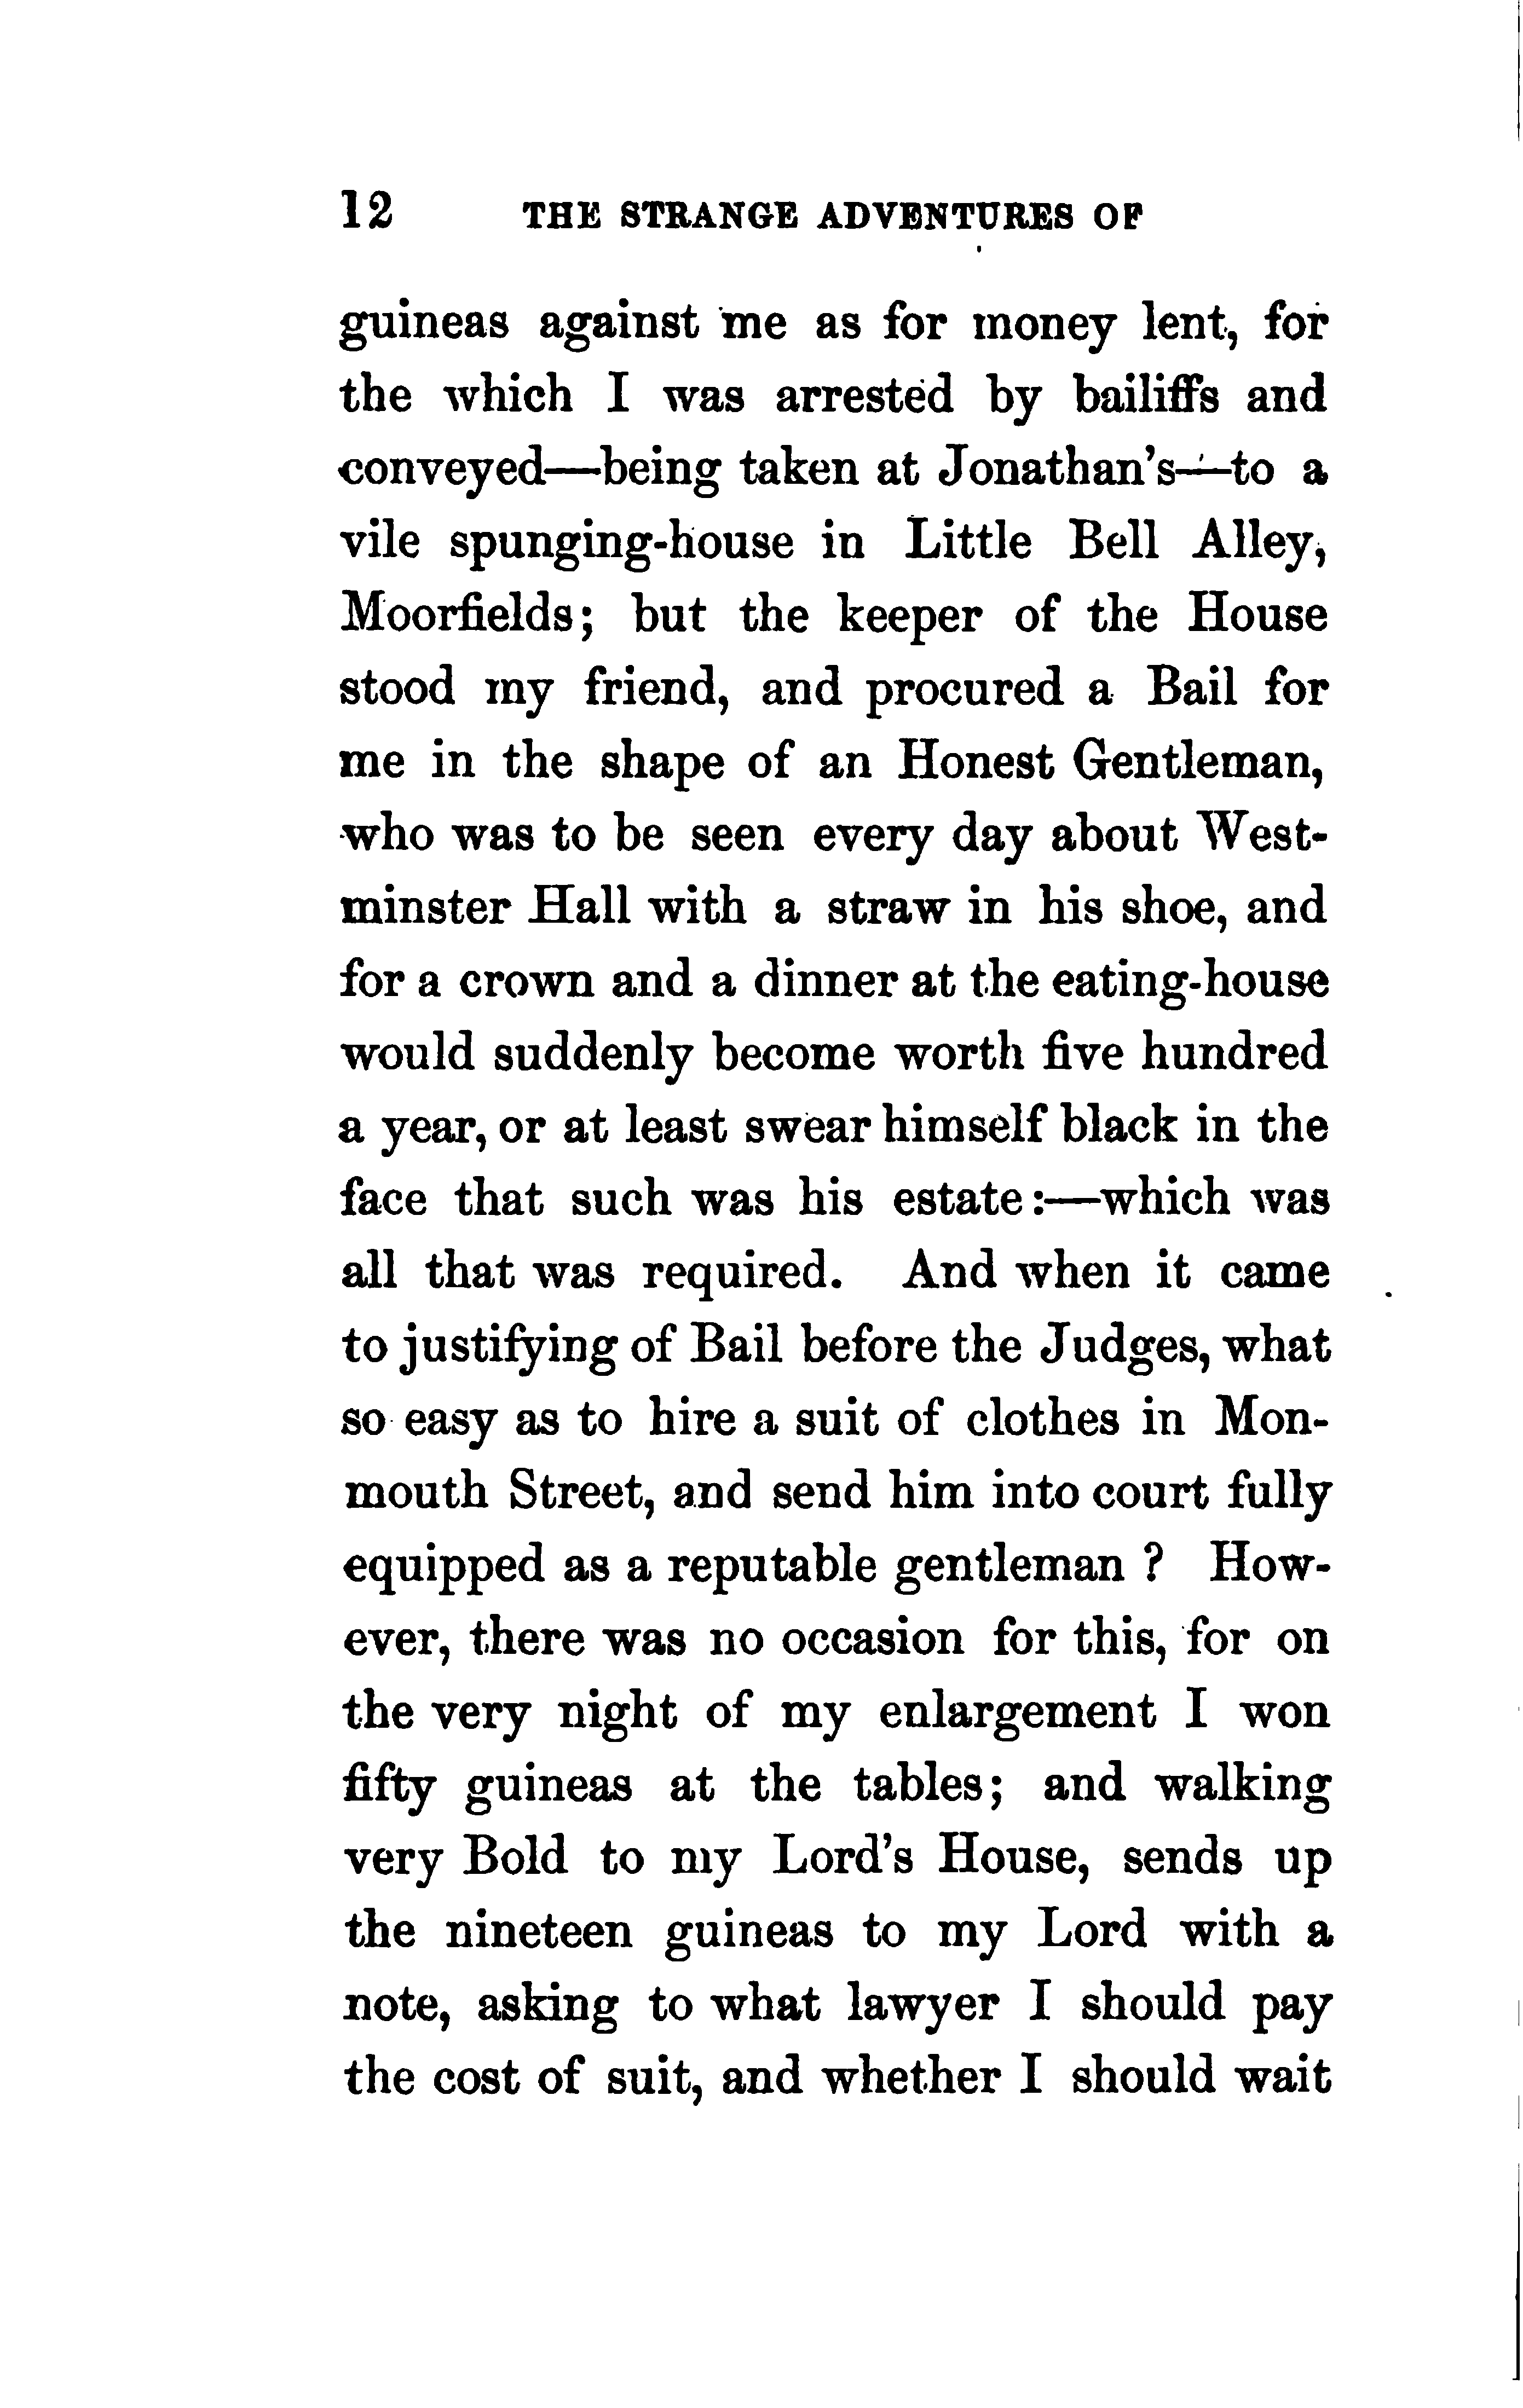 12 THE STRANGE ADVENTURES OF
guineas against me as for money lent, for
the which I was arrested by bailiffs and
conveyed—being taken at Jonathan's—to a
vile spunging-house in Little Bell Alley,
Moorfields; but the keeper of the House
stood my friend, and procured a Bail for
me in the shape of an Honest Gentleman,
who was to be seen every day about West-
minster Hall with a straw in his shoe, and
for a crown and a dinner at the eating-house
would suddenly become worth five hundred
a year, or at least swear himself black in the
face that such was his estate:—which was
all that was required. And when it came
to justifying of Bail before the Judges, what
so easy as to hire a suit of clothes in Mon-
mouth Street, and send him into court fully
equipped as a reputable gentleman ? How-
ever, there was no occasion for this, for on
the very night of my enlargement I won
fifty guineas at the tables; and walking
very Bold to my Lord's House, sends up
the nineteen guineas to my Lord with a
note, asking to what lawyer I should pay
the cost of suit, and whether I should wait